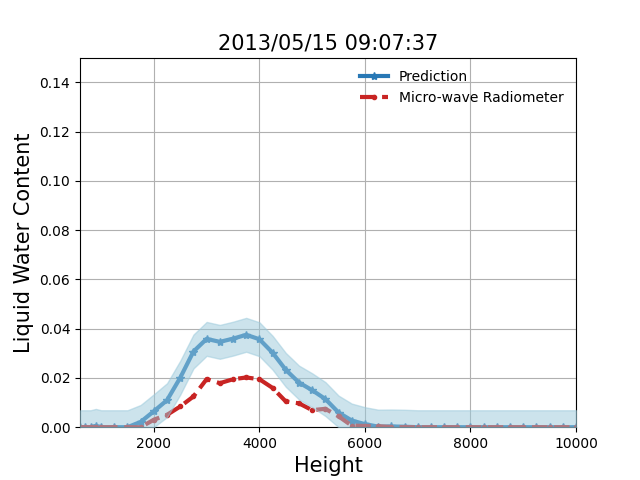 2013/05/15 09:07:37
Prediction
Micro-wave Radiometer
Liquid Water Content
0.14
0.12
0.10
0.08
0.06
0.04
0.02
0.00
2000 4000 6000 8000 10000
Height